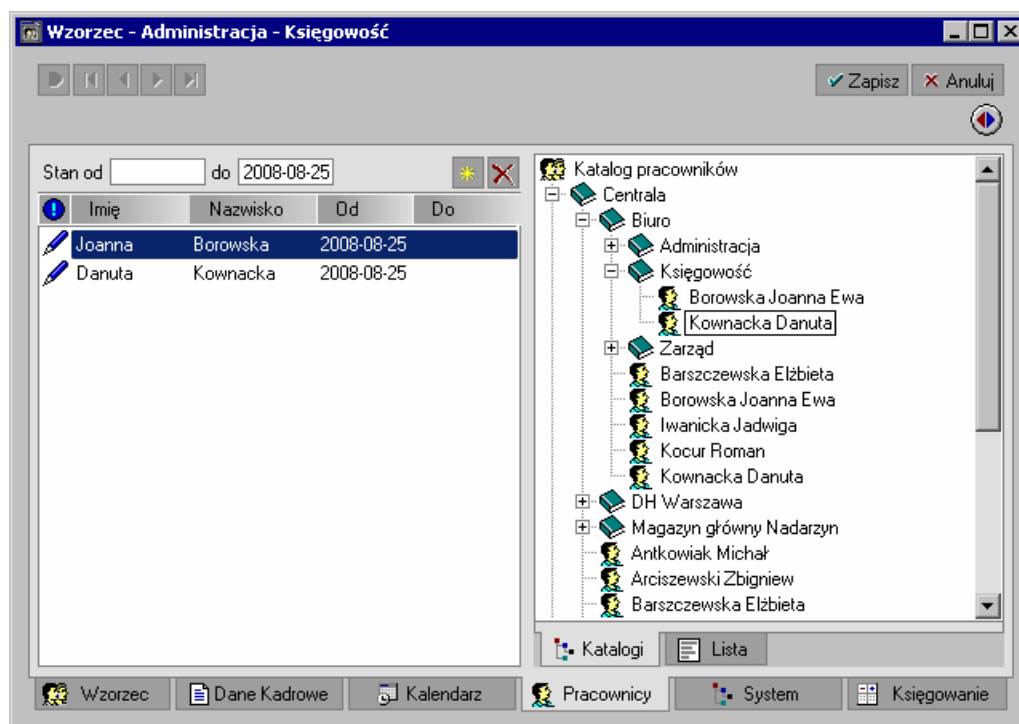 Wzorzec - Administracja - Księgowość
Zapisz Anuluj
Stan od do 2008-08-25
Imię Nazwisko Od Do
Joanna Borowska 2008-08-25
Danuta Kownacka 2008-08-25
Katalog pracowników
Centrala
Biuro
Administracja
Księgowość
Borowska Joanna Ewa
Kownacka Danuta
Zarząd
Barszczewska Elżbieta
Borowska Joanna Ewa
Iwanicka Jadwiga
Kocur Roman
Kownacka Danuta
DH Warszawa
Magazyn główny Nadarzyn
Antkowiak Michał
Arciszewski Zbigniew
Barszczewska Elżbieta
Katalogi Lista
Wzorzec Dane Kadrowe Kalendarz Pracownicy System Księgowanie